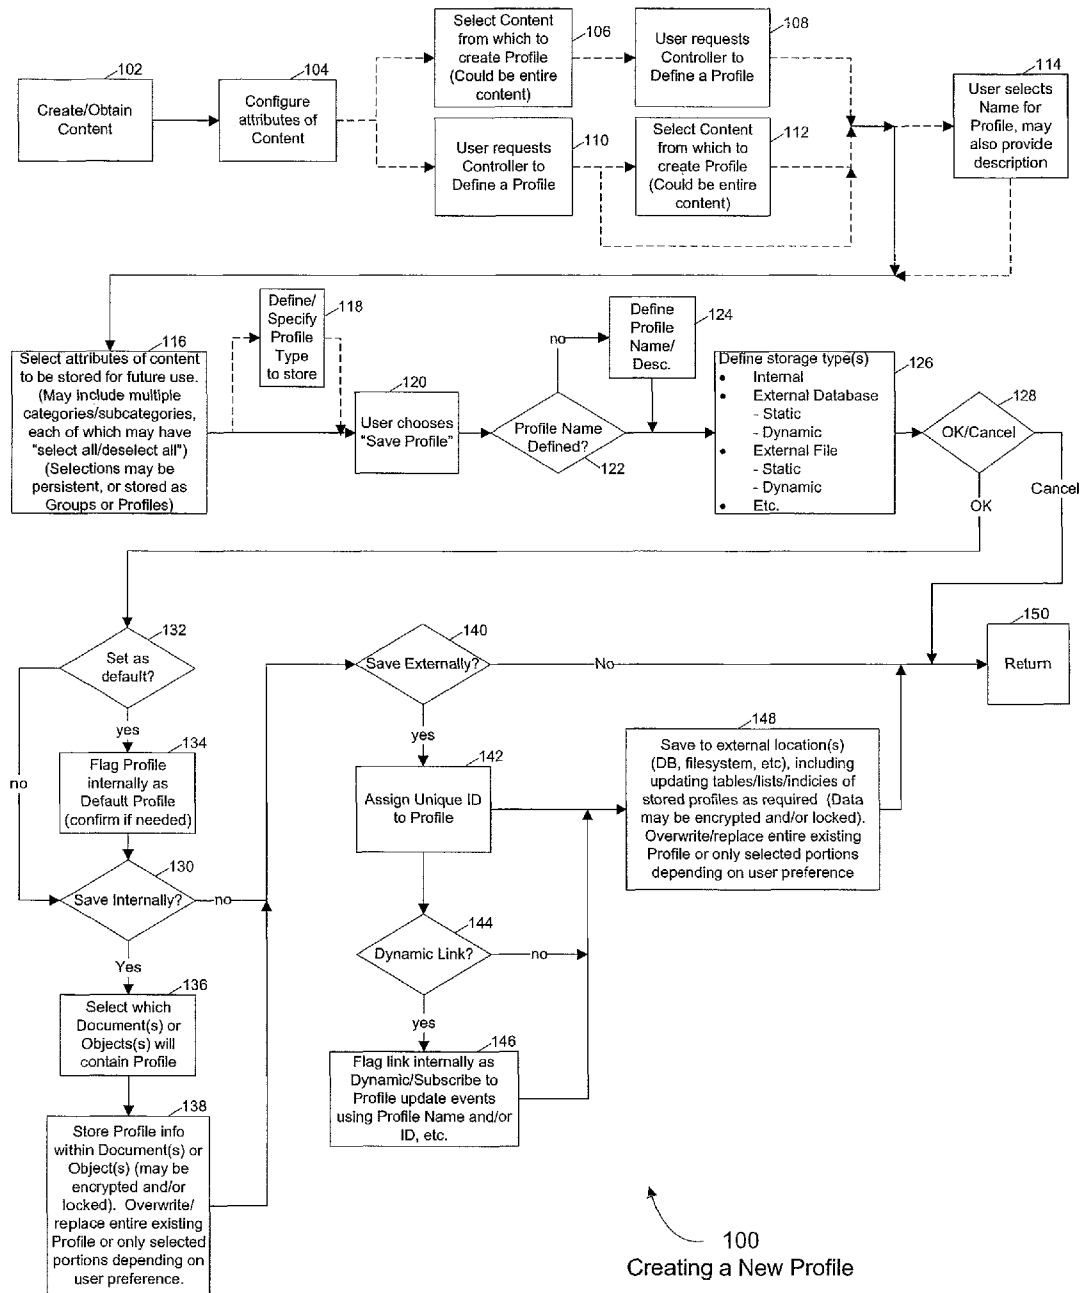 102
Create/Obtain
Content
104
Configure
attributes of
Content
106
Select Content
from which to
create Profile
(Could be entire
content)
108
User requests
Controller to
Define a Profile
110
User requests
Controller to
Define a Profile
112
Select Content
from which to
create Profile
(Could be entire
content)
114
User selects
Name for
Profile, may
also provide
description
116
Select attributes of content
to be stored for future use.
(May include multiple
categories/subcategories,
each of which may have
"select all/deselect all")
(Selections may be
persistent, or stored as
Groups or Profiles)
118
Define/
Specify
Profile
Type
to store
120
User chooses
"Save Profile"
Profile Name
Defined?
122
no
124
Define
Profile
Name/
Desc.
126
Define storage type(s)
• Internal
• External Database
- Static
- Dynamic
• External File
- Static
- Dynamic
• Etc.
128
OK/Cancel
Cancel
OK
132
Set as
default?
yes
no
134
Flag Profile
internally as
Default Profile
(confirm if needed)
130
Save Internally?
no
Yes
136
Select which
Document(s) or
Objects(s) will
contain Profile
138
Store Profile info
within Document(s) or
Object(s) (may be
encrypted and/or
locked). Overwrite/
replace entire existing
Profile or only selected
portions depending on
user preference.
140
Save Externally?
No
yes
142
Assign Unique ID
to Profile
144
Dynamic Link?
no
yes
146
Flag link internally as
Dynamic/Subscribe to
Profile update events
using Profile Name and/or
ID, etc.
148
Save to external location(s)
(DB, filesystem, etc), including
updating tables/lists/indicies of
stored profiles as required (Data
may be encrypted and/or locked).
Overwrite/replace entire existing
Profile or only selected portions
depending on user preference
150
Return
100
Creating a New Profile